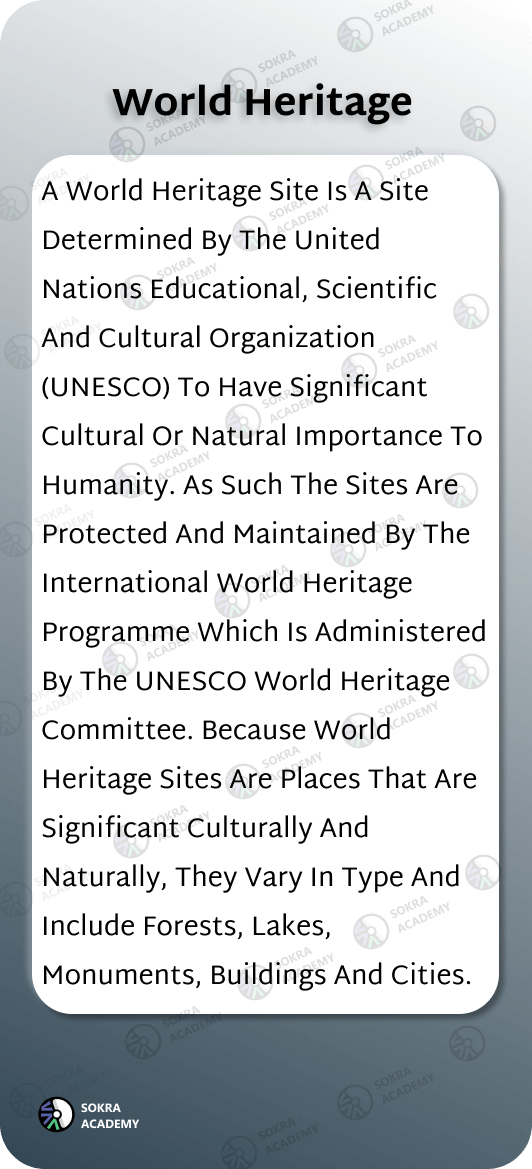 World Heritage
A World Heritage Site Is A Site
Determined By The United
Nations Educational, Scientific
And Cultural Organization
(UNESCO) To Have Significant
Cultural Or Natural Importance To
Humanity. As Such The Sites Are
Protected And Maintained By The
International World Heritage
Programme Which Is Administered
By The UNESCO World Heritage
Committee. Because World
Heritage Sites Are Places That Are
Significant Culturally And
Naturally, They Vary In Type And
Include Forests, Lakes,
Monuments, Buildings And Cities.
SOKRA
ACADEMY